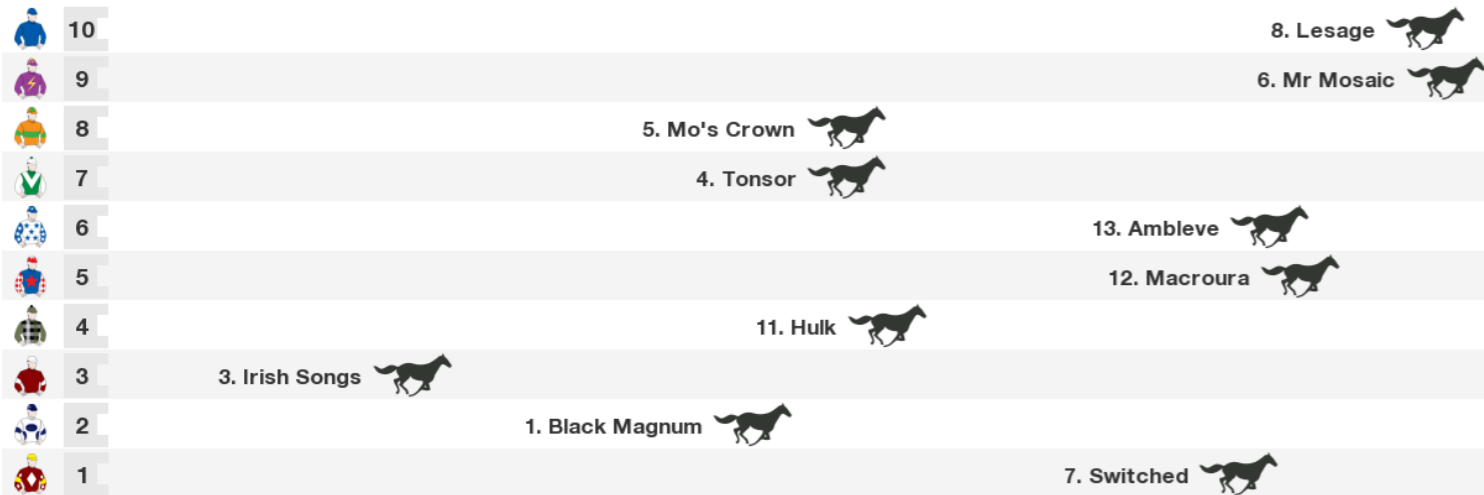 10 8. Lesage
9 6. Mr Mosaic
8 5. Mo's Crown
7 4. Tonsor
6 13. Ambleve
5 12. Macroura
4 11. Hulk
3 3. Irish Songs
2 1. Black Magnum
1 7. Switched